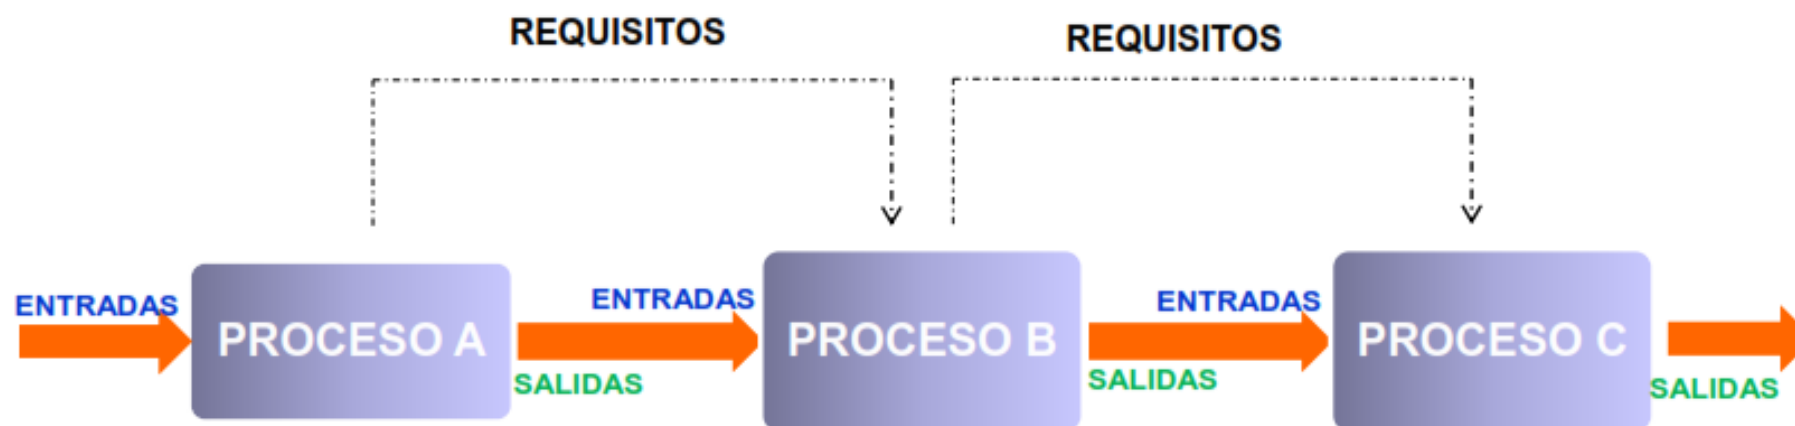 REQUISITOS
REQUISITOS
ENTRADAS
ENTRADAS
ENTRADAS
PROCESO A
PROCESO B
PROCESO C
SALIDAS
SALIDAS
SALIDAS